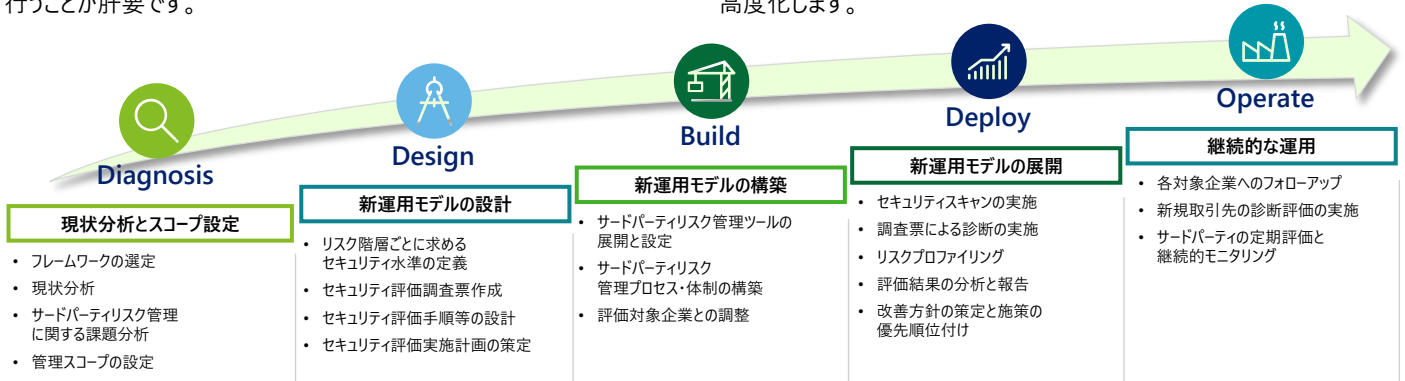 行うことが肝要です。
高度化します。
Diagnosis
現状分析とスコープ設定
• フレームワークの選定
• 現状分析
• サードパーティリスク管理
に関する課題分析
• 管理スコープの設定
Design
新運用モデルの設計
• リスク階層ごとに求める
セキュリティ水準の定義
• セキュリティ評価調査票作成
• セキュリティ評価手順等の設計
• セキュリティ評価実施計画の策定
Build
新運用モデルの構築
• サードパーティリスク管理ツールの
展開と設定
• サードパーティリスク
管理プロセス・体制の構築
• 評価対象企業との調整
Deploy
新運用モデルの展開
• セキュリティスキャンの実施
• 調査票による診断の実施
• リスクプロファイリング
• 評価結果の分析と報告
• 改善方針の策定と施策の
優先順位付け
Operate
継続的な運用
• 各対象企業へのフォローアップ
• 新規取引先の診断評価の実施
• サードパーティの定期評価と
継続的モニタリング